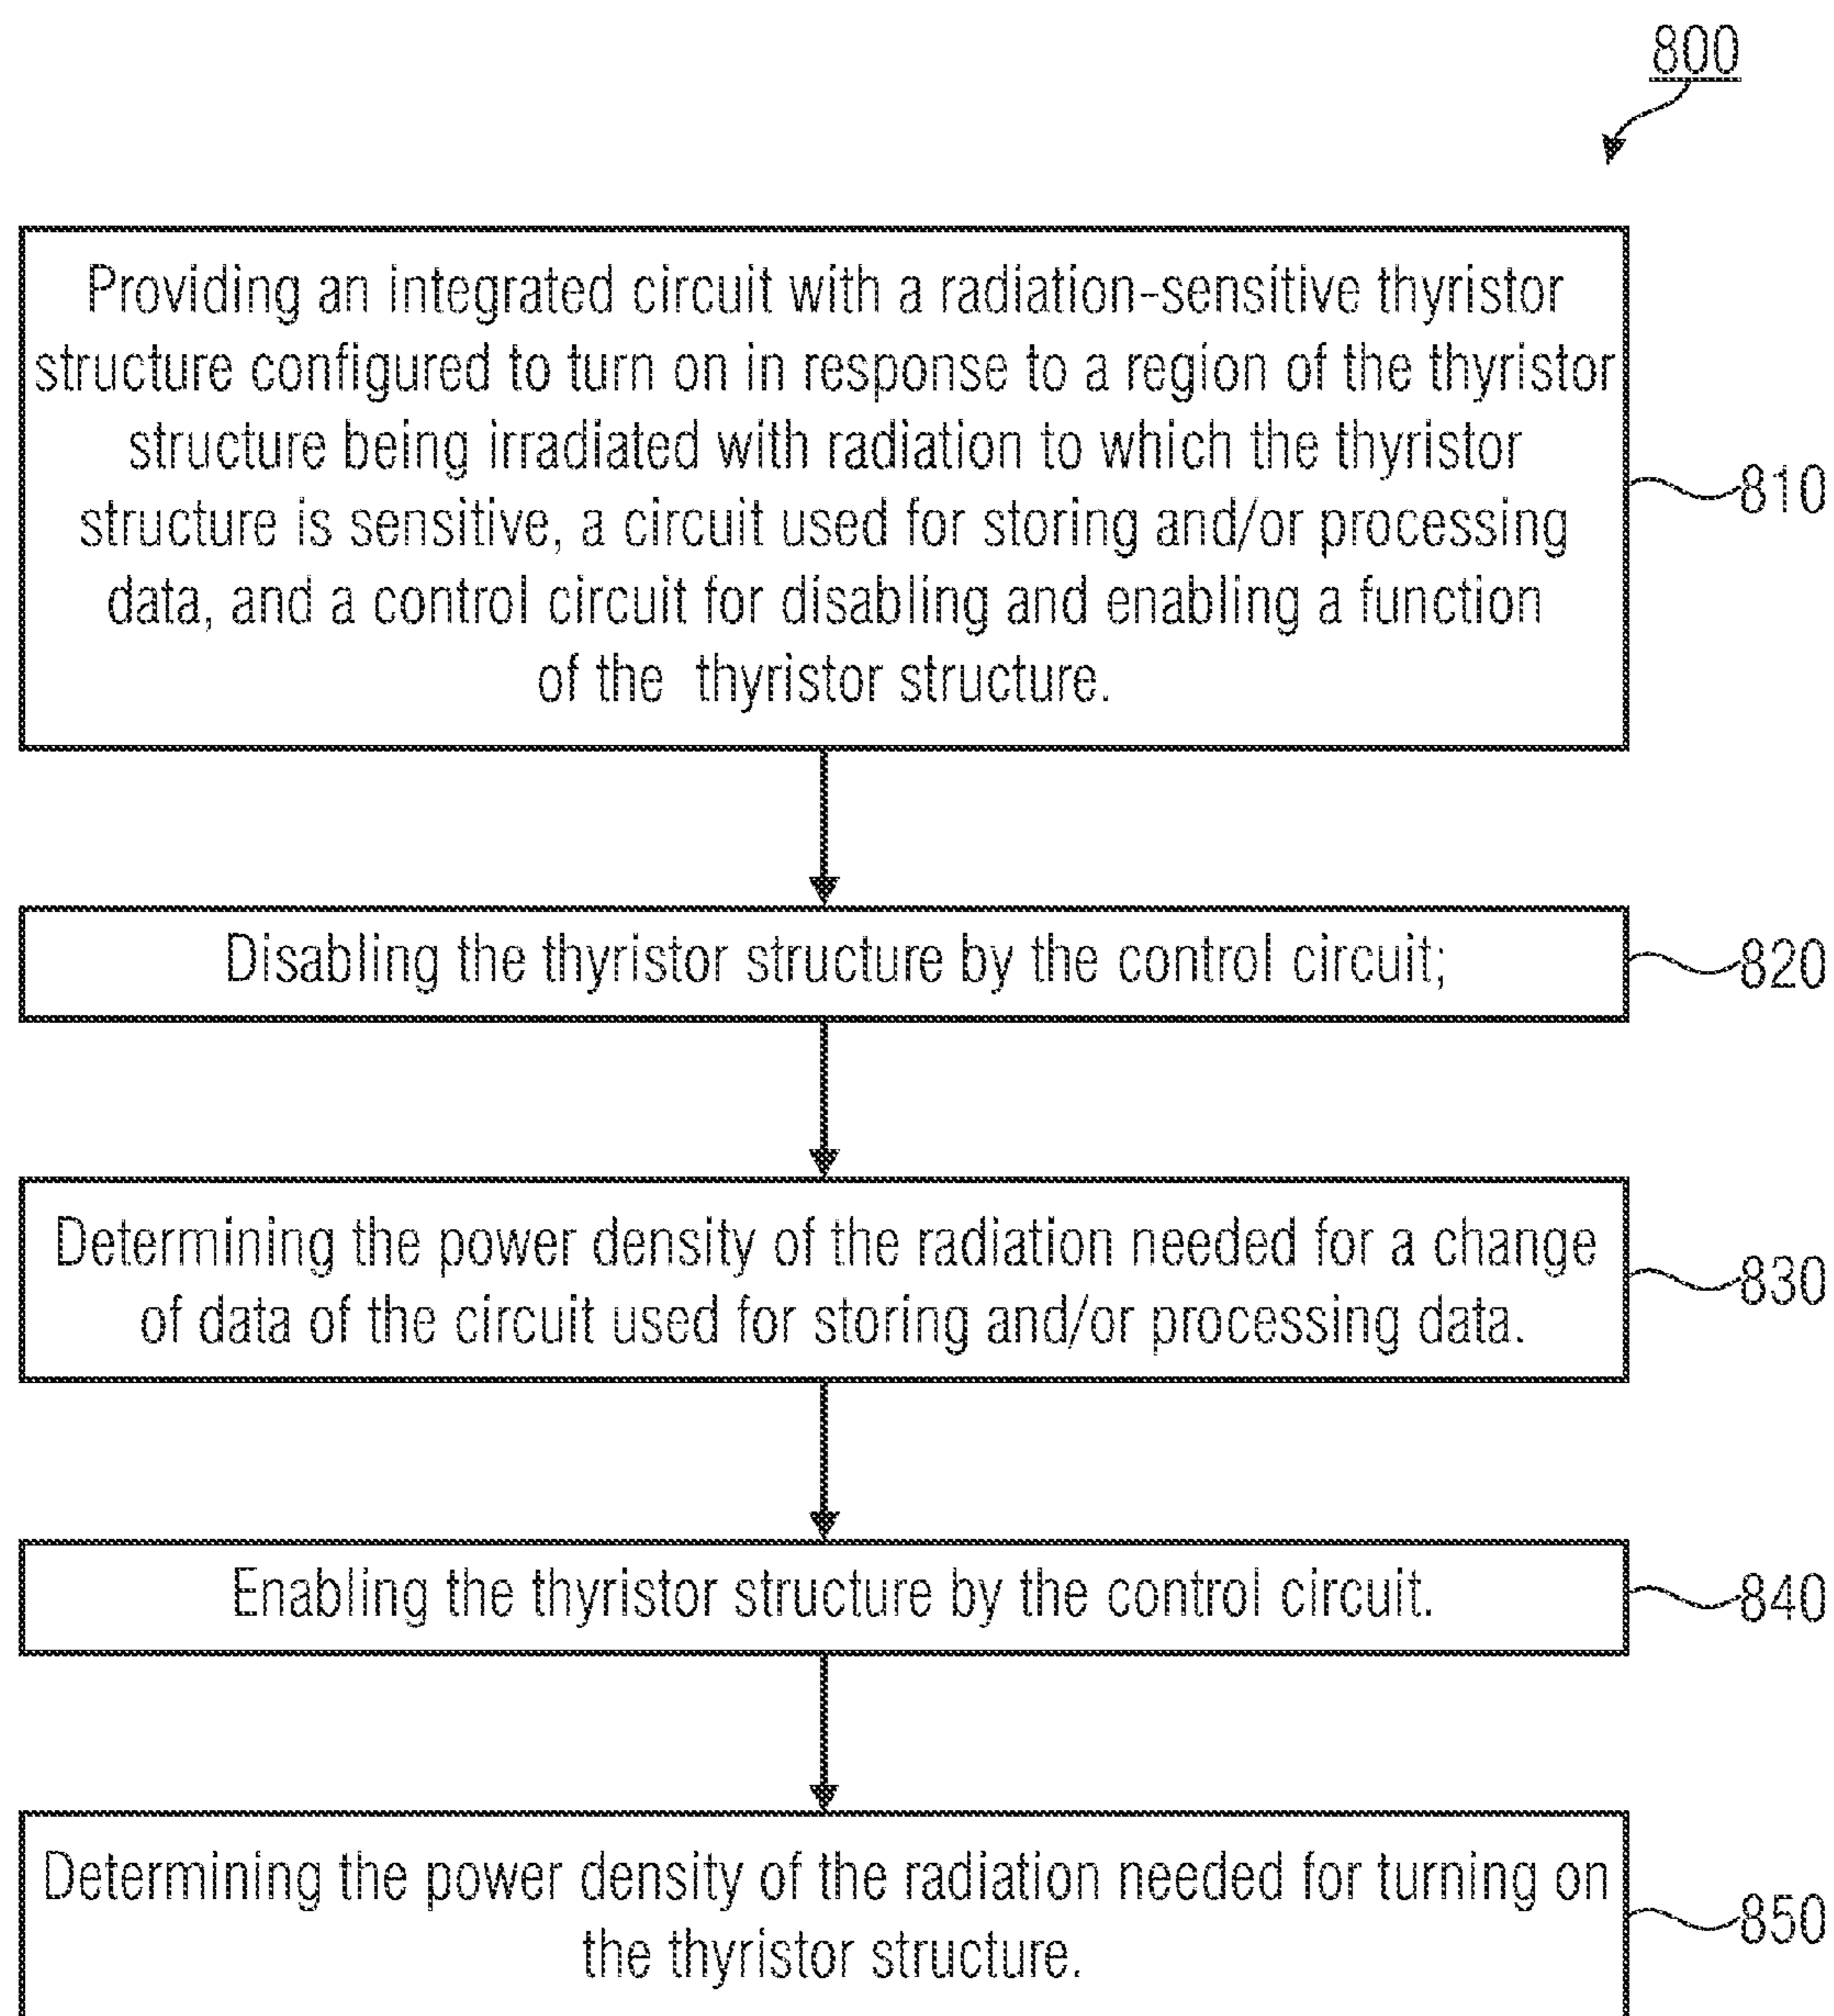 800
Providing an integrated circuit with a radiation-sensitive thyristor
structure configured to turn on in response to a region of the thyristor
structure being irradiated with radiation to which the thyristor
structure is sensitive, a circuit used for storing and/or processing
data, and a control circuit for disabling and enabling a function
of the thyristor structure.
810
Disabling the thyristor structure by the control circuit;
820
Determining the power density of the radiation needed for a change
of data of the circuit used for storing and/or processing data.
830
Enabling the thyristor structure by the control circuit.
840
Determining the power density of the radiation needed for turning on
the thyristor structure.
850